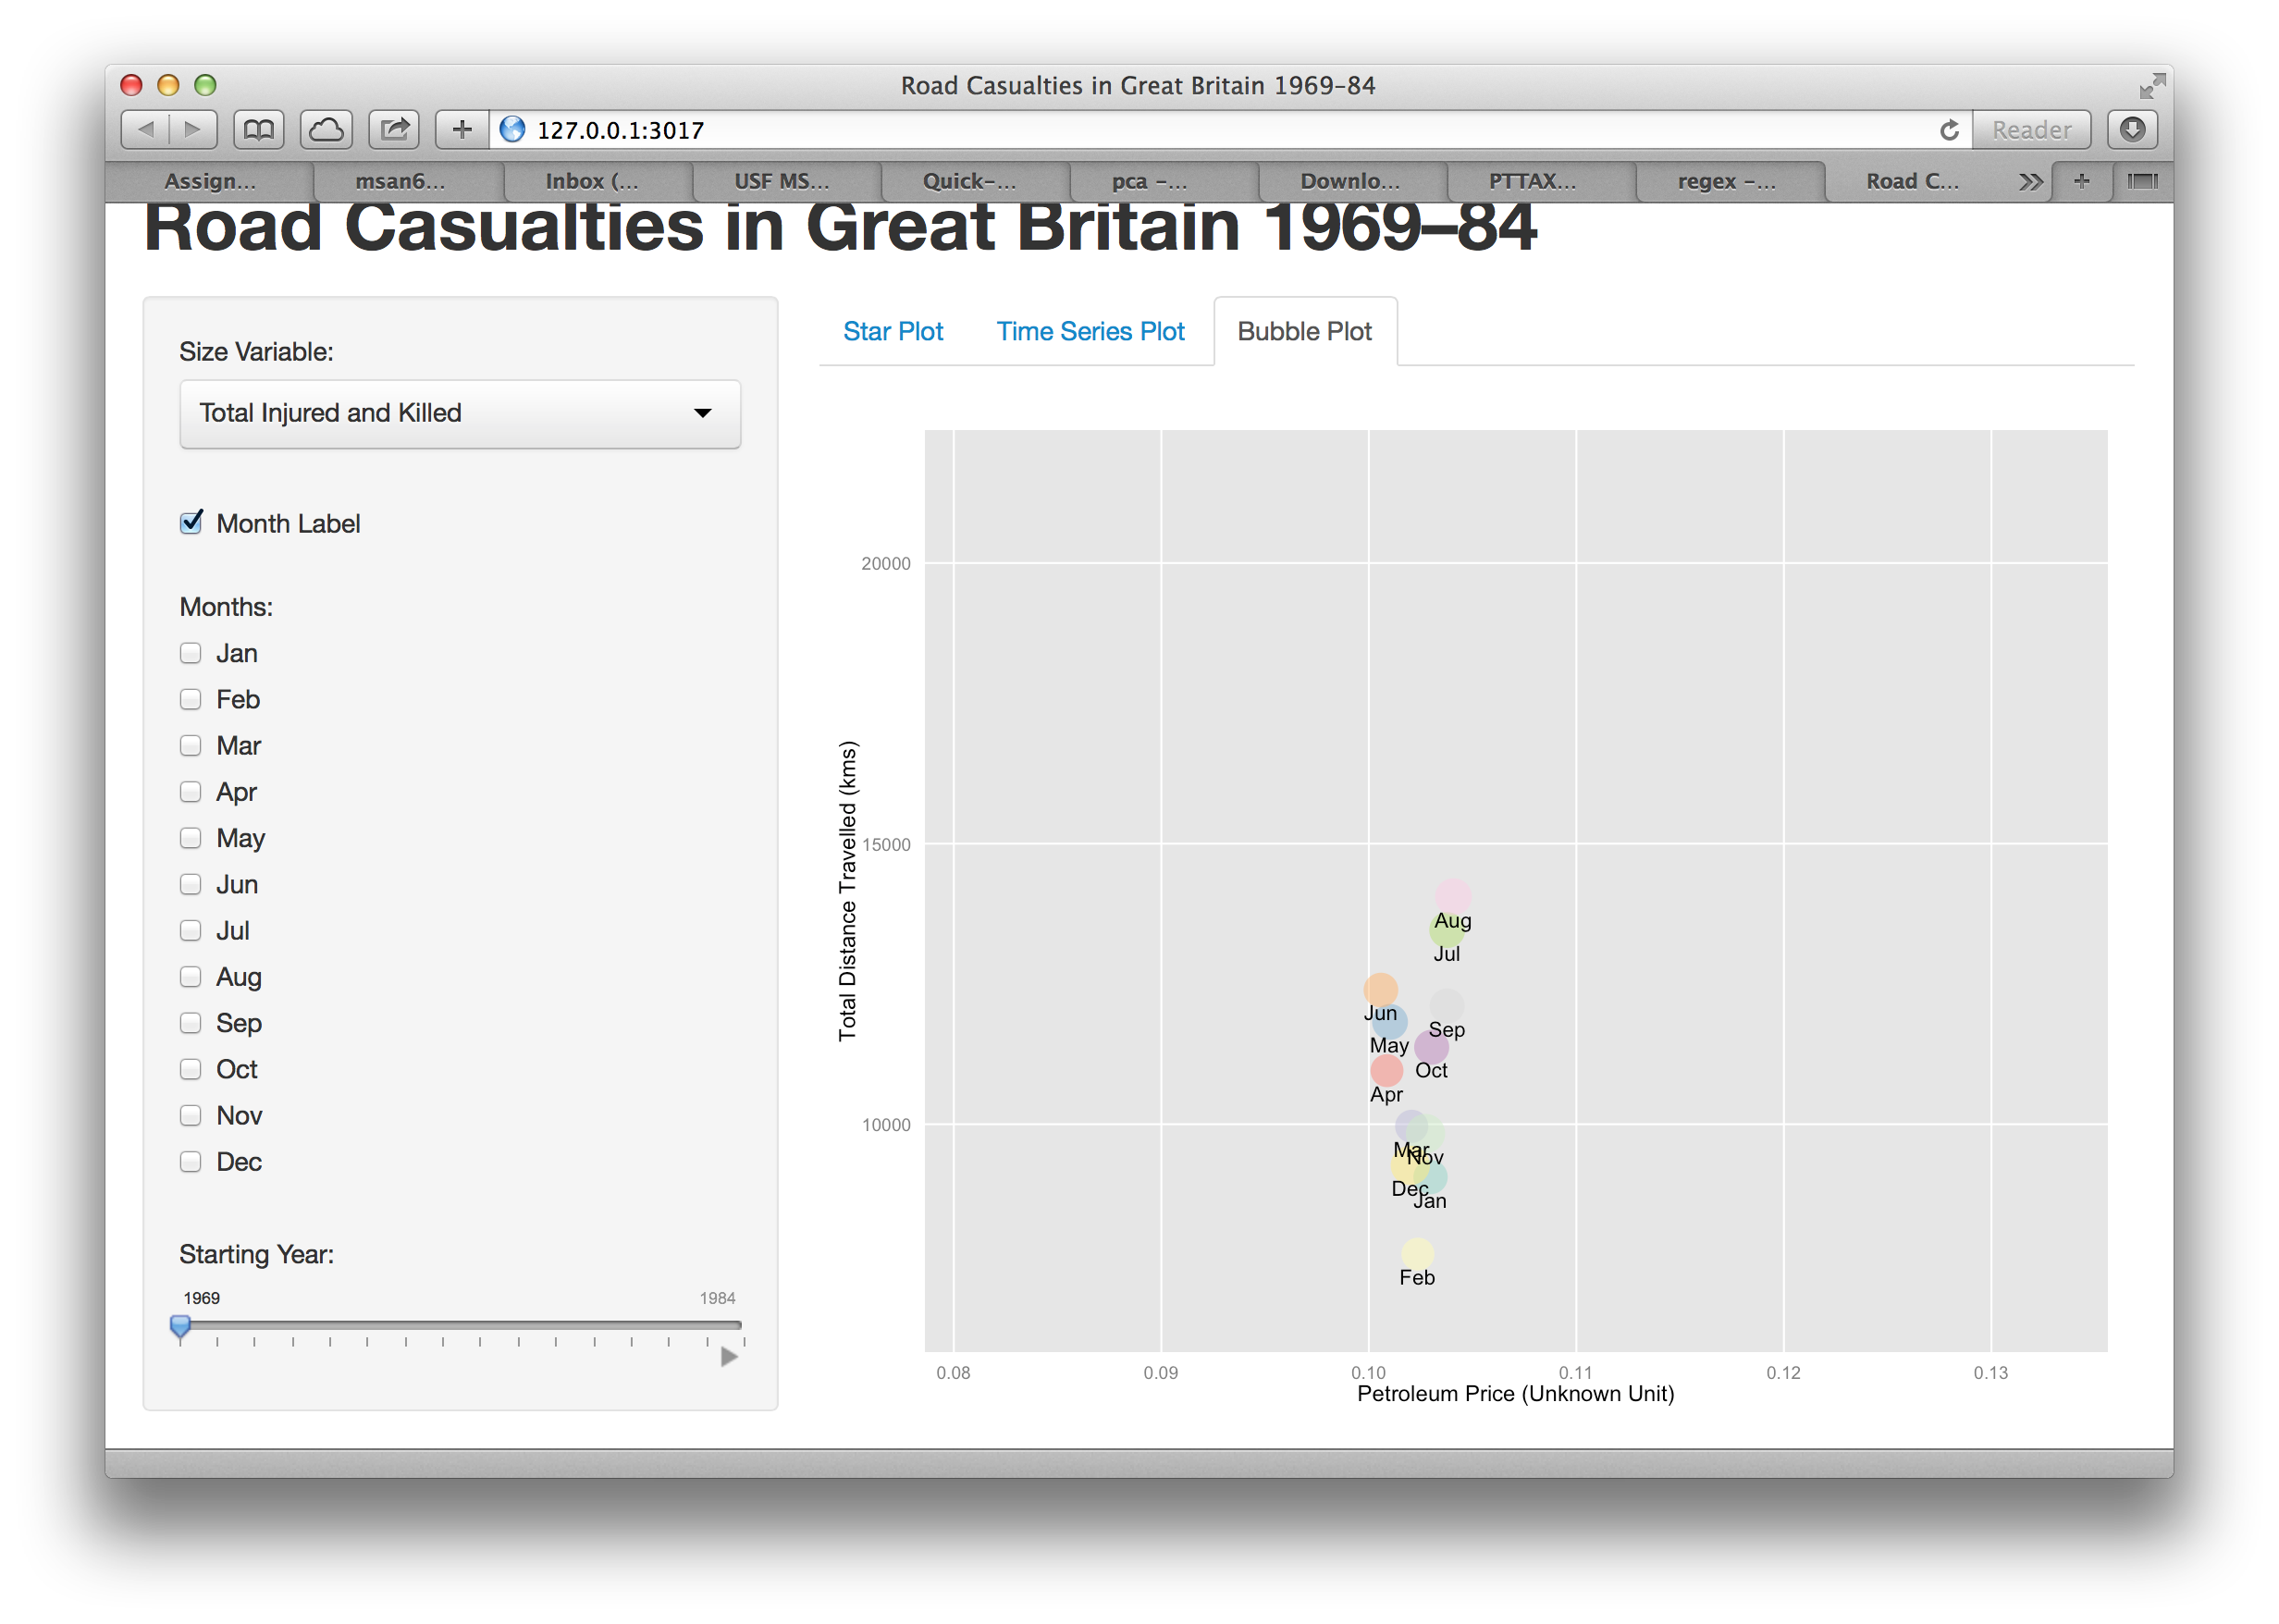 Road Casualties in Great Britain 1969–84
127.0.0.1:3017
Reader
Assign...
msan6...
Inbox (...
USF MS...
Quick-...
pca -...
Downlo...
PTTAX...
regex -...
Road C...
Road Casualties in Great Britain 1969–84
Size Variable:
Total Injured and Killed
Month Label
Months:
Jan
Feb
Mar
Apr
May
Jun
Jul
Aug
Sep
Oct
Nov
Dec
Starting Year:
1969
1984
Star Plot
Time Series Plot
Bubble Plot
Total Distance Travelled (kms)
20000
15000
10000
Aug
Jul
Jun
Sep
May
Oct
Apr
Mar
Nov
Dec
Jan
Feb
0.08
0.09
0.10
0.11
0.12
0.13
Petroleum Price (Unknown Unit)